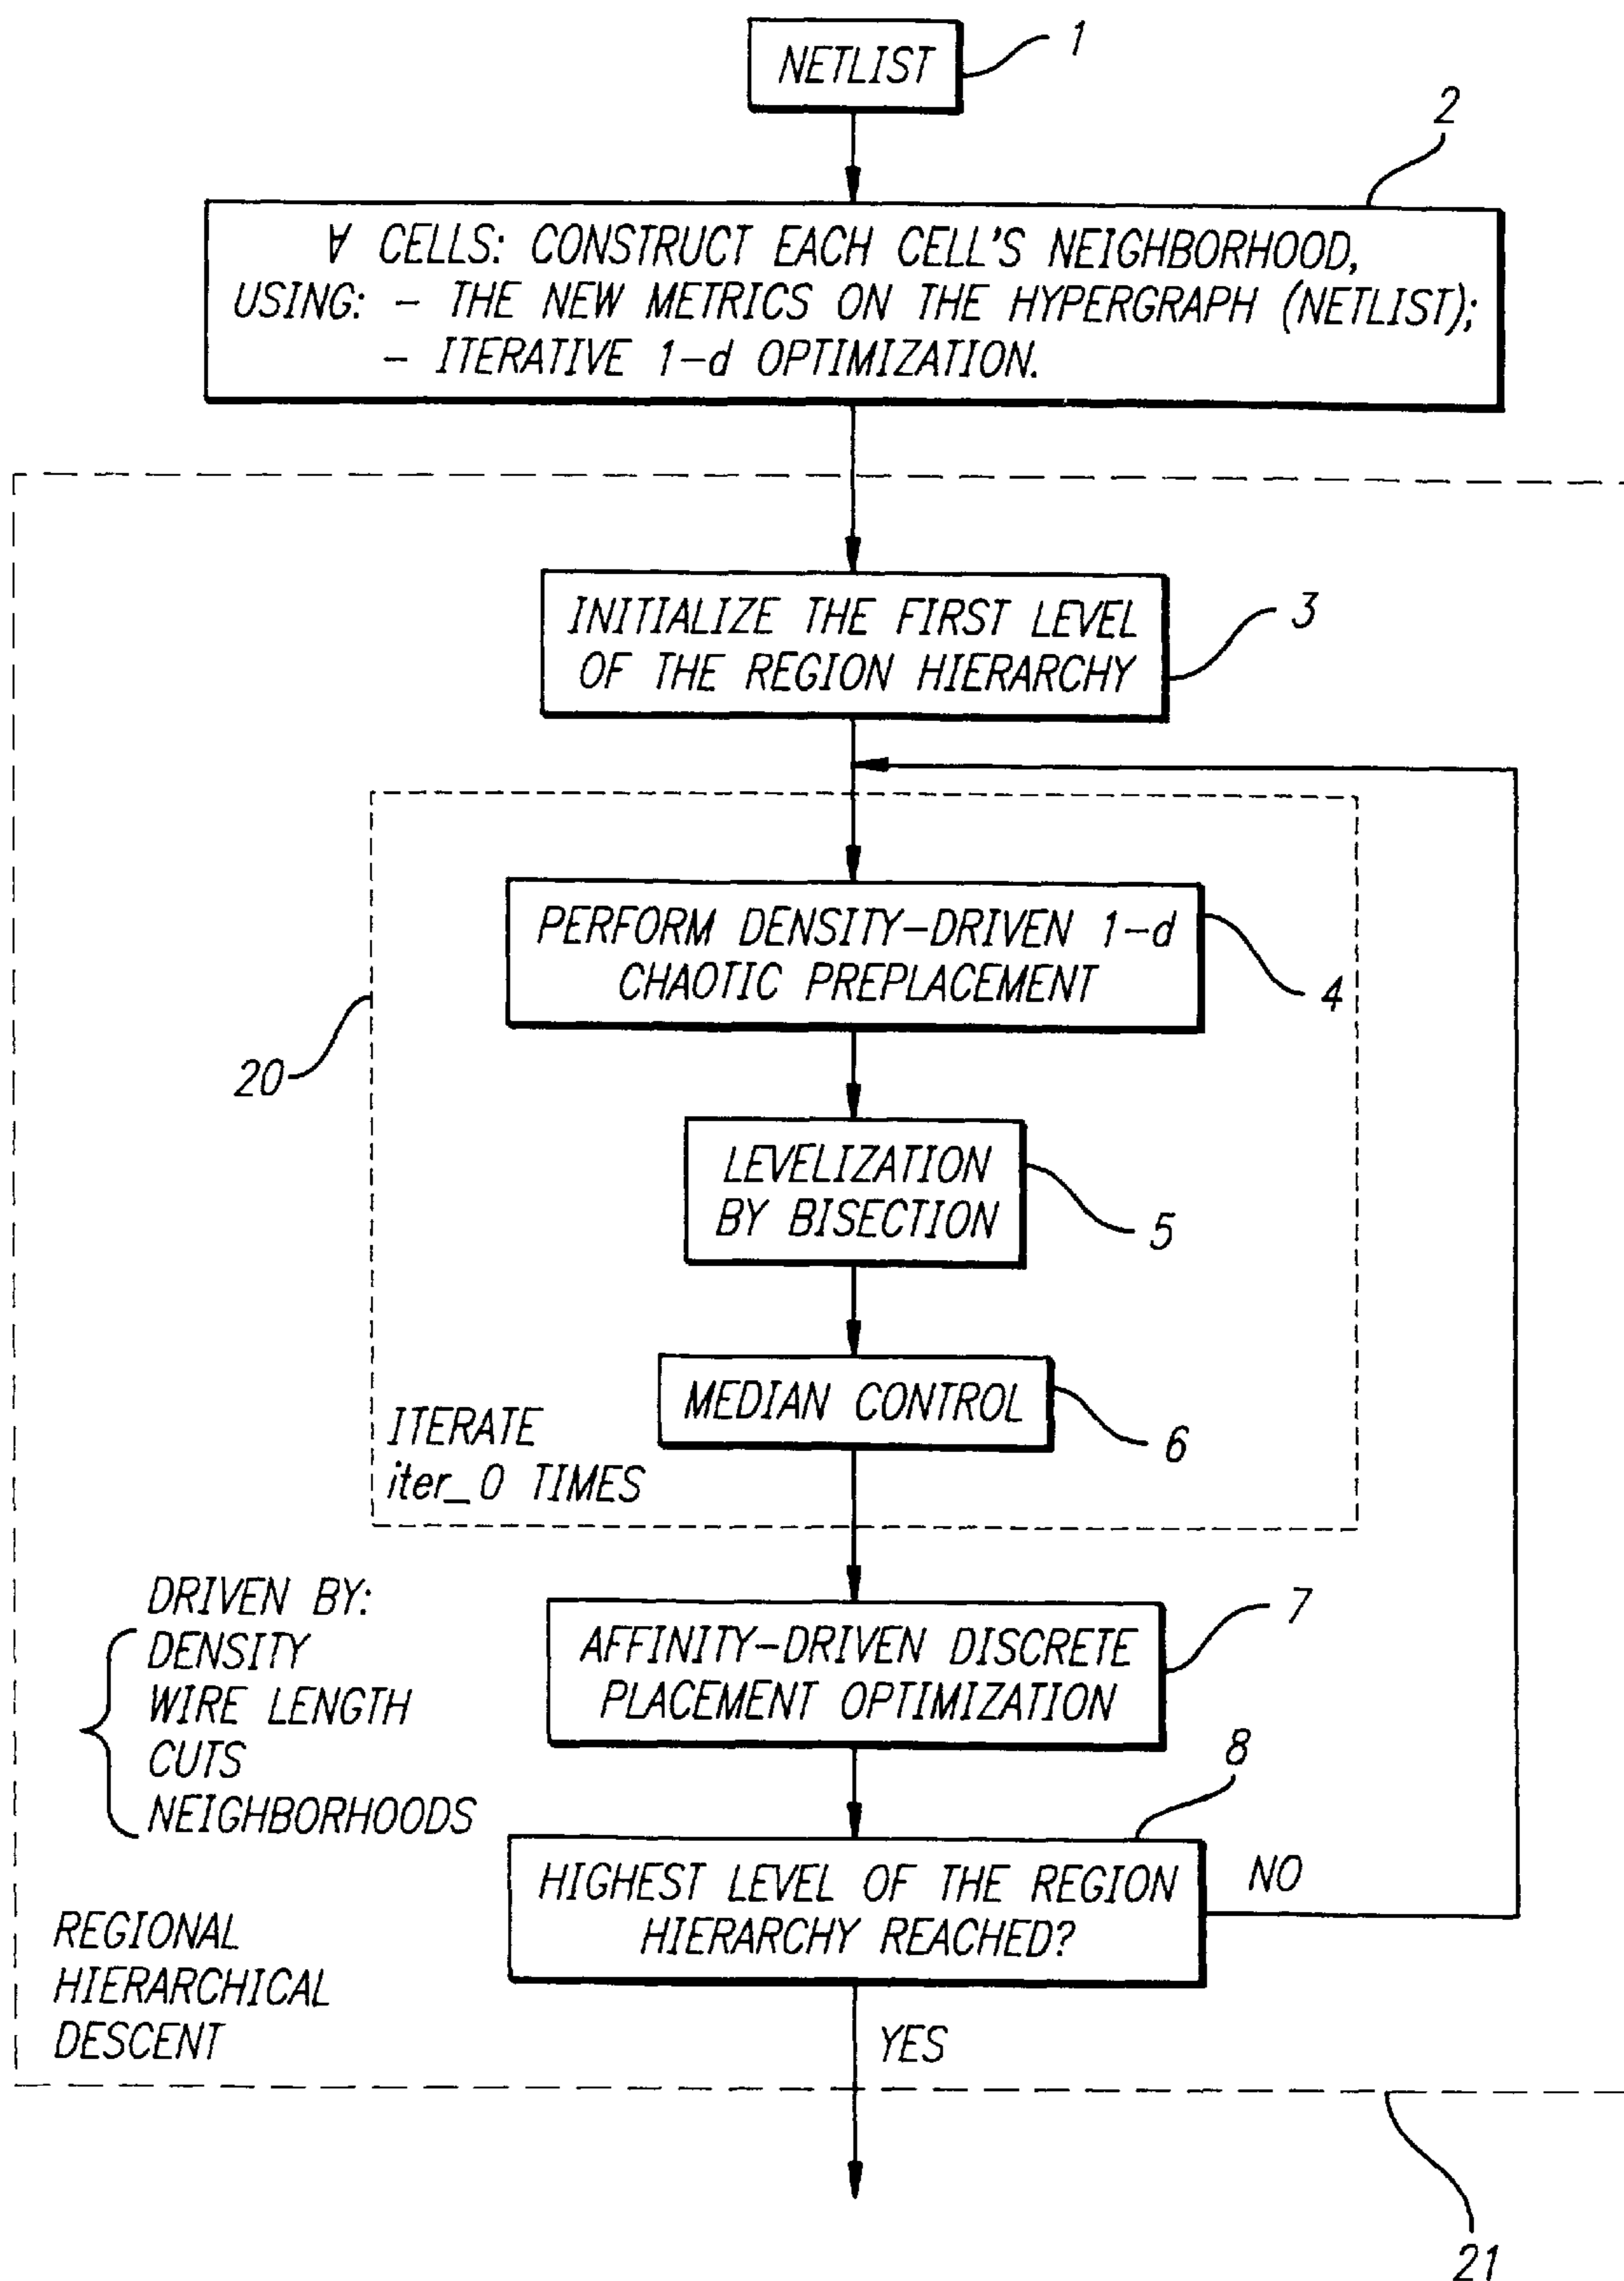 NETLIST
1
2
∀ CELLS: CONSTRUCT EACH CELL'S NEIGHBORHOOD,
USING: – THE NEW METRICS ON THE HYPERGRAPH (NETLIST);
– ITERATIVE 1–d OPTIMIZATION.
INITIALIZE THE FIRST LEVEL
OF THE REGION HIERARCHY
3
PERFORM DENSITY–DRIVEN 1–d
CHAOTIC PREPLACEMENT
4
20
LEVELIZATION
BY BISECTION
5
MEDIAN CONTROL
6
ITERATE
iter_0 TIMES
DRIVEN BY:
DENSITY
WIRE LENGTH
CUTS
NEIGHBORHOODS
AFFINITY–DRIVEN DISCRETE
PLACEMENT OPTIMIZATION
7
8
HIGHEST LEVEL OF THE REGION
HIERARCHY REACHED?
NO
REGIONAL
HIERARCHICAL
DESCENT
YES
21